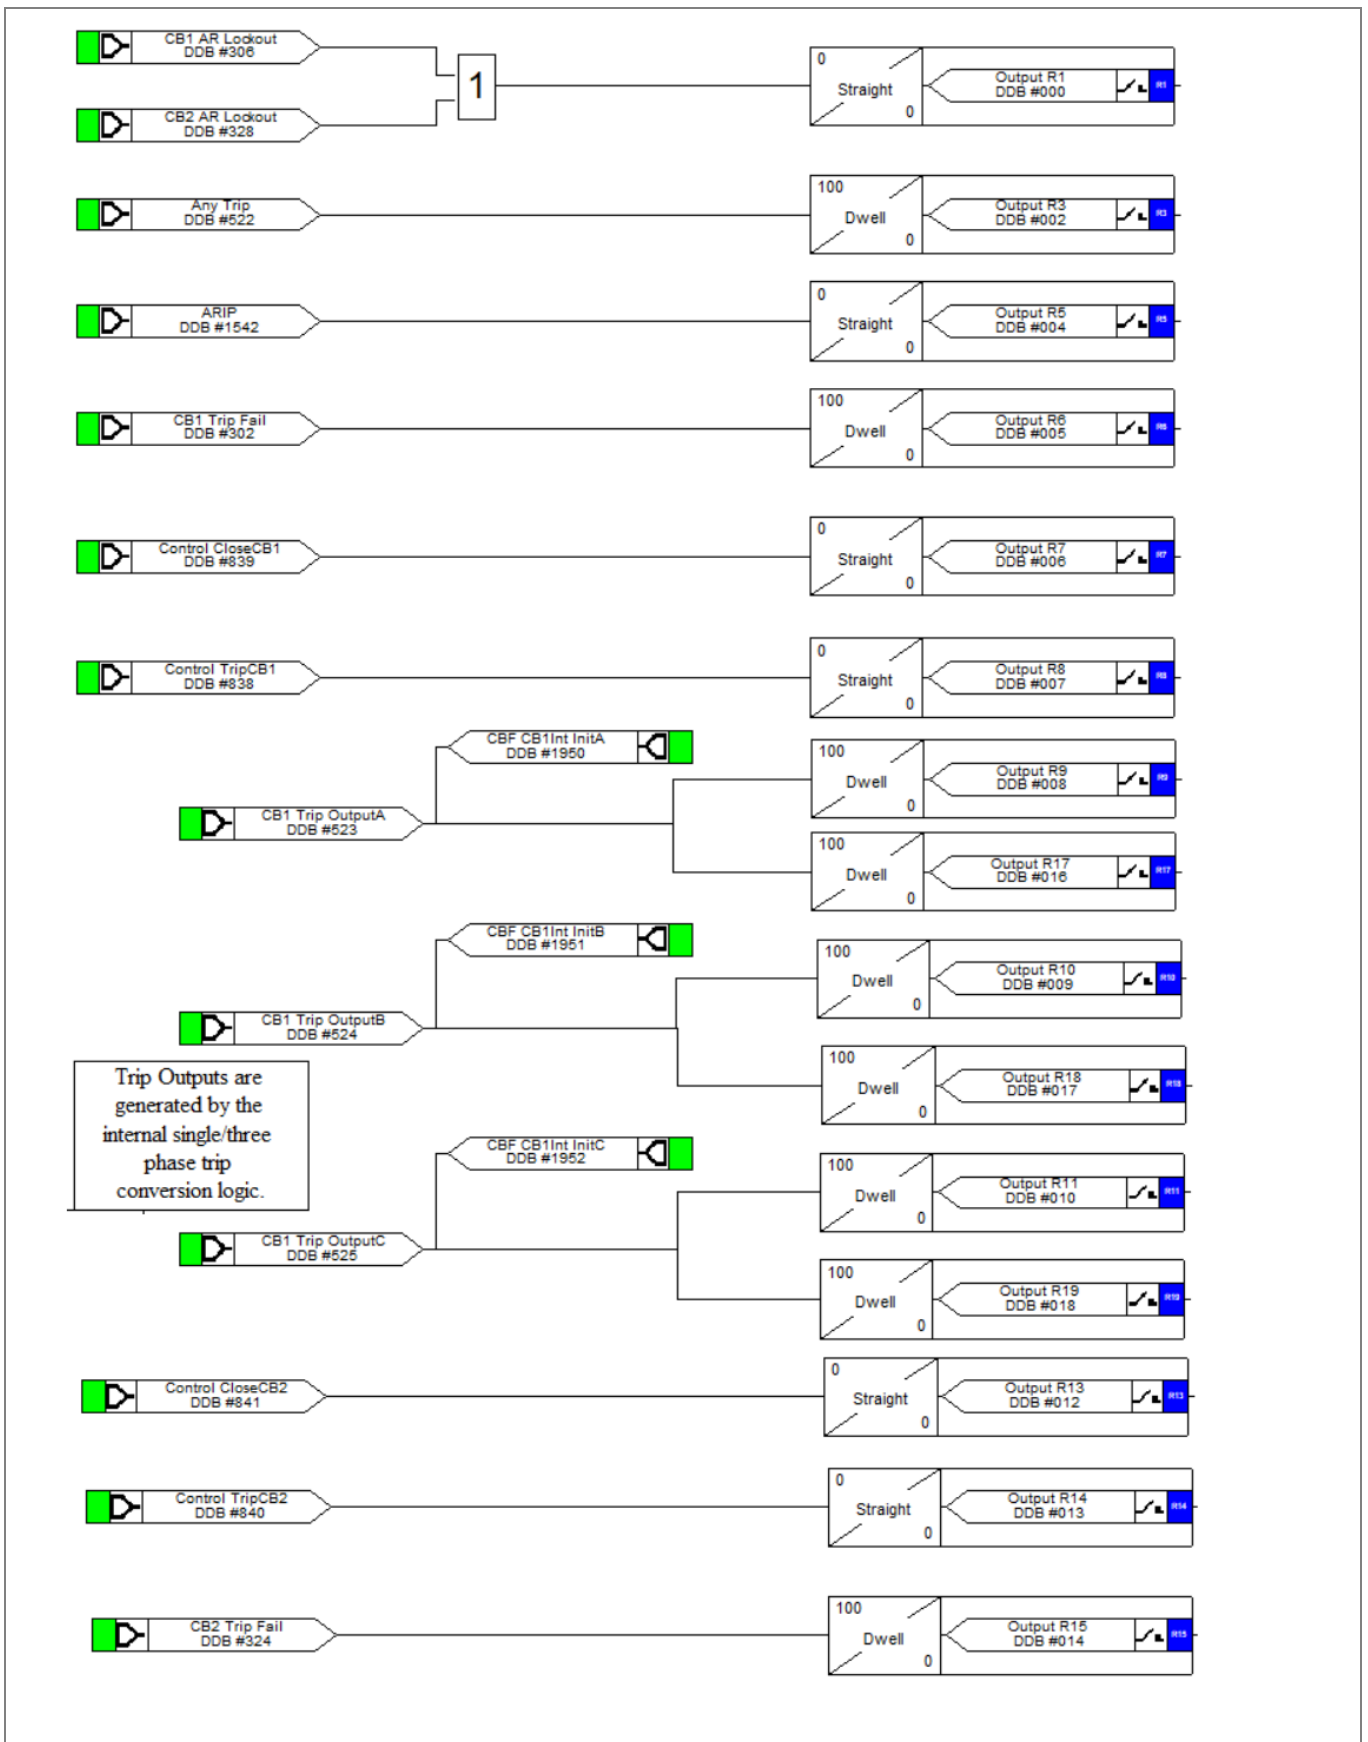 CB1 AR Lockout
DDB #306
1
0
Straight
0
Output R1
DDB #000
R1
CB2 AR Lockout
DDB #328
Any Trip
DDB #522
100
Dwell
0
Output R3
DDB #002
R3
ARIP
DDB #1542
0
Straight
0
Output R5
DDB #004
R5
CB1 Trip Fail
DDB #302
100
Dwell
0
Output R6
DDB #005
R6
Control CloseCB1
DDB #839
0
Straight
0
Output R7
DDB #006
R7
Control TripCB1
DDB #838
0
Straight
0
Output R8
DDB #007
R8
CBF CB1Int InitA
DDB #1950
CB1 Trip OutputA
DDB #523
100
Dwell
0
Output R9
DDB #008
R9
100
Dwell
0
Output R17
DDB #016
R17
CBF CB1Int InitB
DDB #1951
CB1 Trip OutputB
DDB #524
100
Dwell
0
Output R10
DDB #009
R10
100
Dwell
0
Output R18
DDB #017
R18
Trip Outputs are
generated by the
internal single/three
phase trip
conversion logic.
CBF CB1Int InitC
DDB #1952
CB1 Trip OutputC
DDB #525
100
Dwell
0
Output R11
DDB #010
R11
100
Dwell
0
Output R19
DDB #018
R19
Control CloseCB2
DDB #841
0
Straight
0
Output R13
DDB #012
R13
Control TripCB2
DDB #840
0
Straight
0
Output R14
DDB #013
R14
CB2 Trip Fail
DDB #324
100
Dwell
0
Output R15
DDB #014
R15